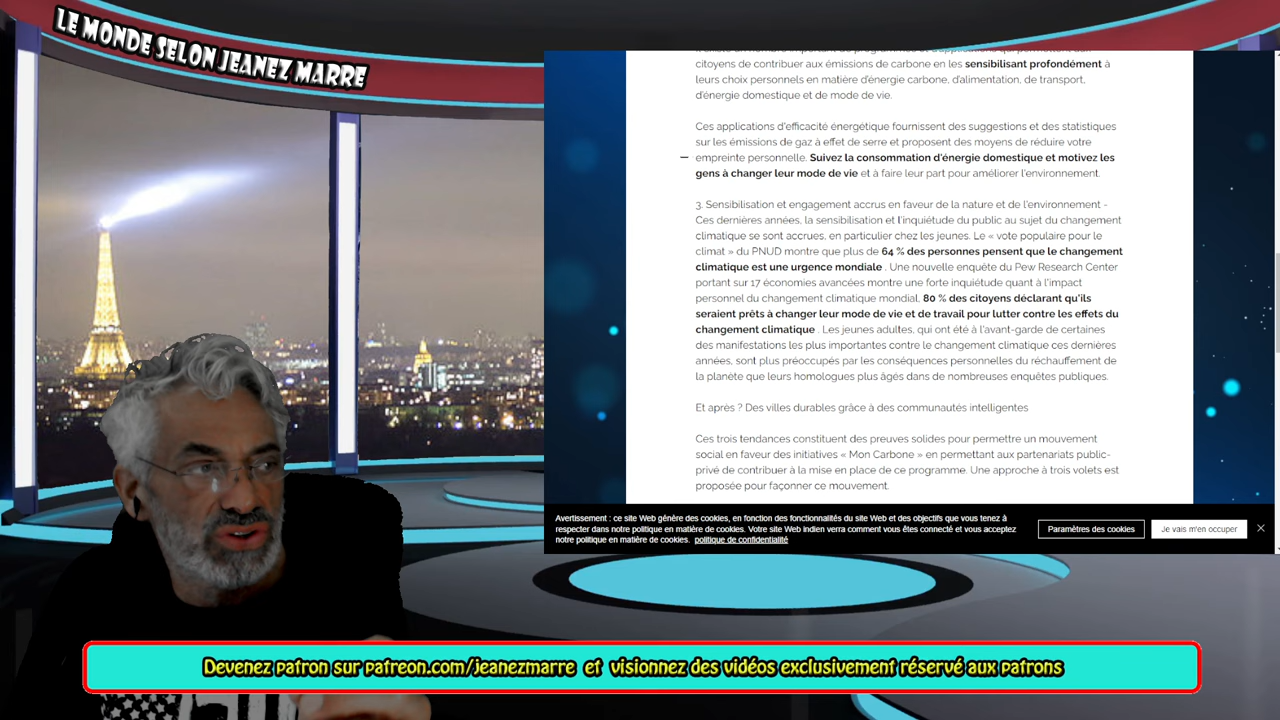 LE MONDE SELON JEANEZ MARRE
citoyens de contribuer aux émissions de carbone en les sensibilisant profondément à
leurs choix personnels en matière d'énergie carbone, d'alimentation, de transport,
d'énergie domestique et de mode de vie.
Ces applications d'efficacité énergétique fournissent des suggestions et des statistiques
sur les émissions de gaz à effet de serre et proposent des moyens de réduire votre
empreinte personnelle. Suivez la consommation d'énergie domestique et motivez les
gens à changer leur mode de vie et à faire leur part pour améliorer l'environnement.
3. Sensibilisation et engagement accrus en faveur de la nature et de l'environnement -
Ces dernières années, la sensibilisation et l'inquiétude du public au sujet du changement
climatique se sont accrues, en particulier chez les jeunes. Le « vote populaire pour le
climat » du PNUD montre que plus de 64 % des personnes pensent que le changement
climatique est une urgence mondiale . Une nouvelle enquête du Pew Research Center
portant sur 17 économies avancées montre une forte inquiétude quant à l'impact
personnel du changement climatique mondial. 80 % des citoyens déclarant qu'ils
seraient prêts à changer leur mode de vie et de travail pour lutter contre les effets du
changement climatique . Les jeunes adultes, qui ont été à l'avant-garde de certaines
des manifestations les plus importantes contre le changement climatique ces dernières
années, sont plus préoccupés par les conséquences personnelles du réchauffement de
la planète que leurs homologues plus âgés dans de nombreuses enquêtes publiques.
Et après ? Des villes durables grâce à des communautés intelligentes
Ces trois tendances constituent des preuves solides pour permettre un mouvement
social en faveur des initiatives « Mon Carbone » en permettant aux partenariats public-
privé de contribuer à la mise en place de ce programme. Une approche à trois volets est
proposée pour façonner ce mouvement.
Avertissement : ce site Web génère des cookies, en fonction des fonctionnalités du site Web et des objectifs que vous tenez à
respecter dans notre politique en matière de cookies. Votre site Web indien verra comment vous êtes connecté et vous acceptez
notre politique en matière de cookies. politique de confidentialité
Paramètres des cookies
Je vais m'en occuper
Devenez patron sur patreon.com/jeanezmarre et visionnez des vidéos exclusivement réservé aux patrons